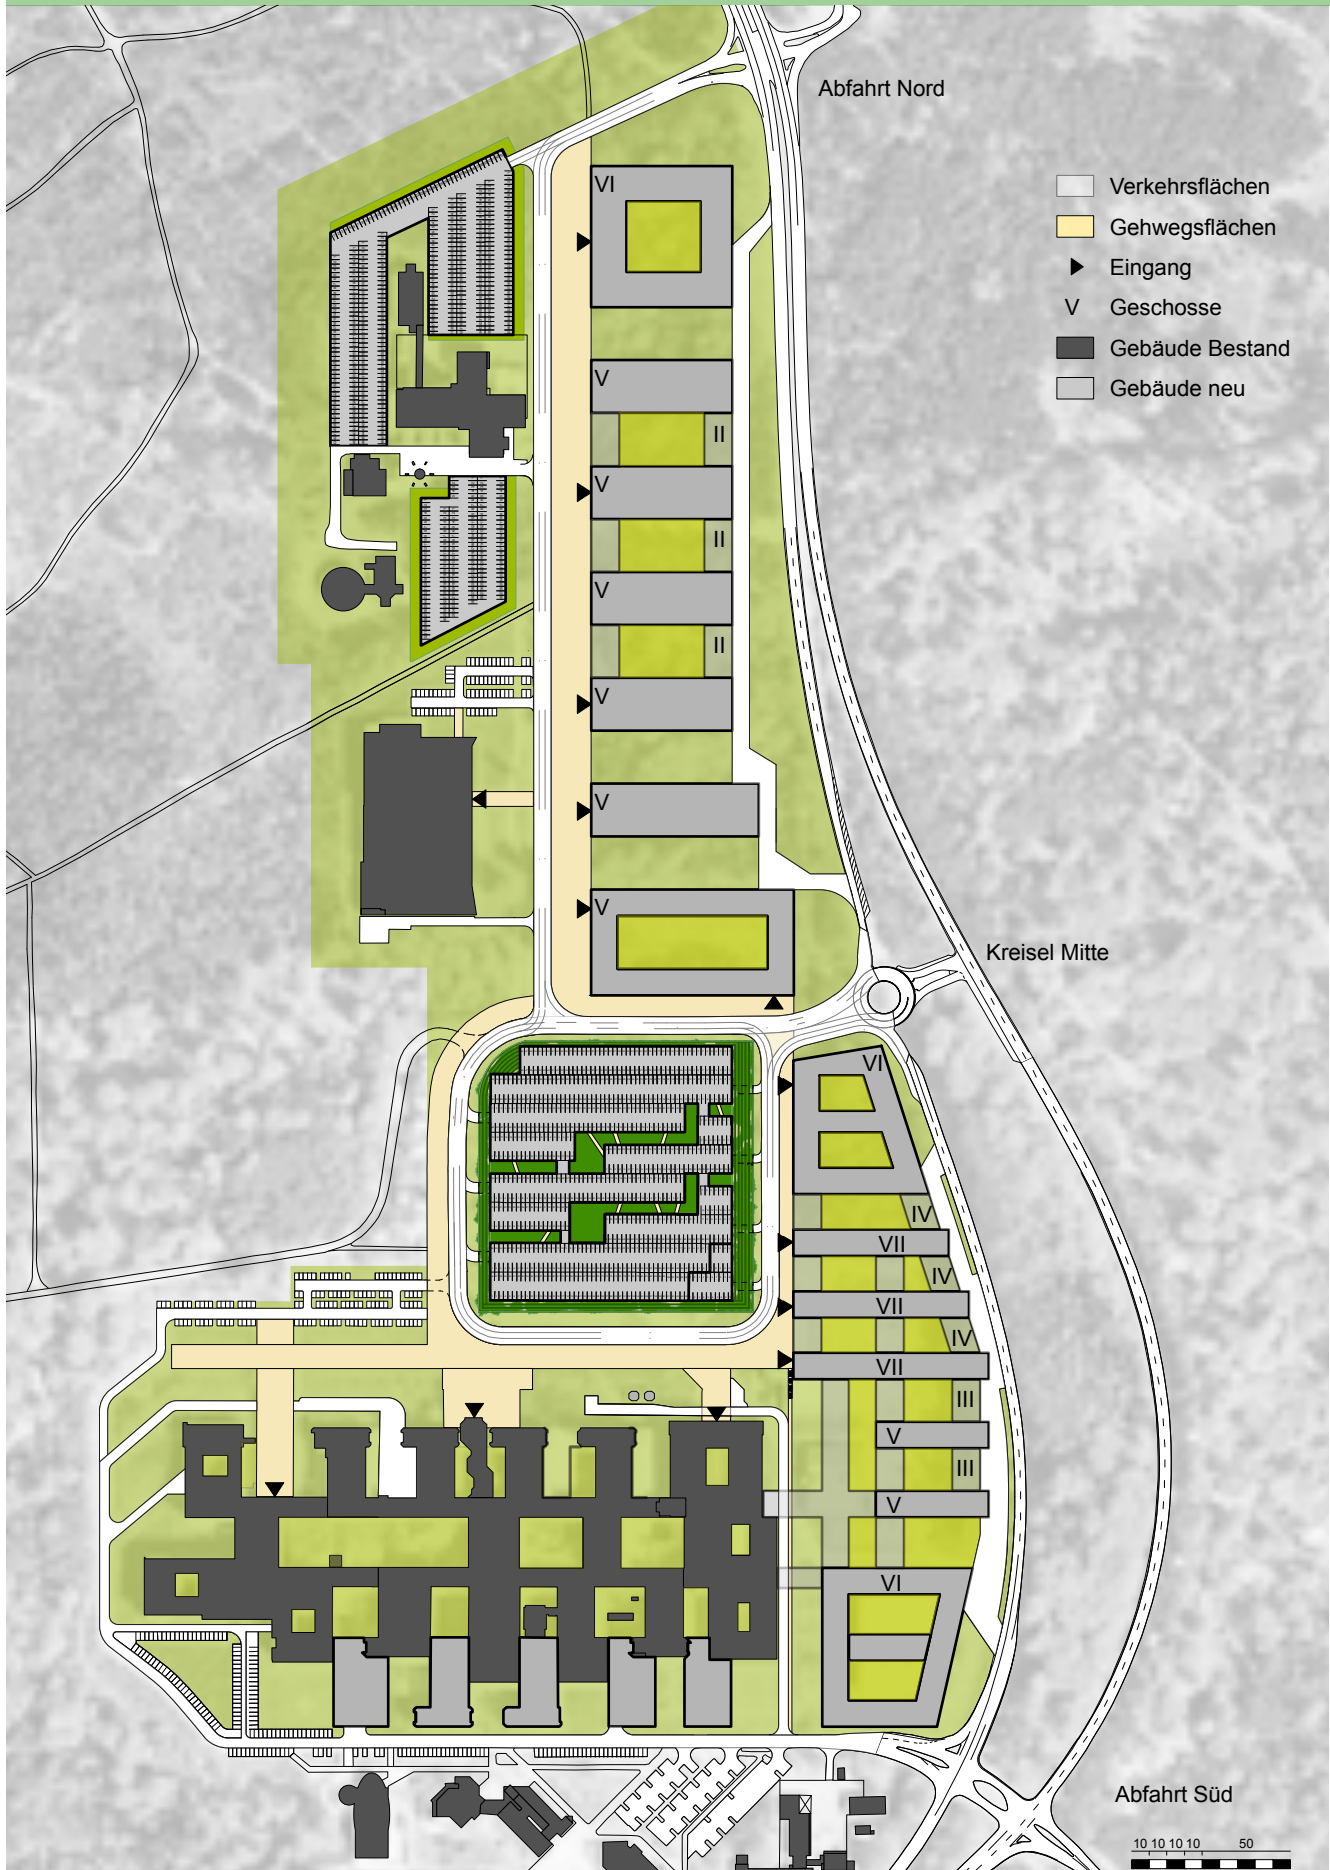 Abfahrt Nord
Verkehrsflächen
Gehwegsflächen
Eingang
V Geschosse
Gebäude Bestand
Gebäude neu
VI
V
II
V
II
V
II
V
V
V
Kreisel Mitte
VI
IV
VII
IV
VII
IV
VII
III
V
III
V
VI
Abfahrt Süd
10 10 10 10 50